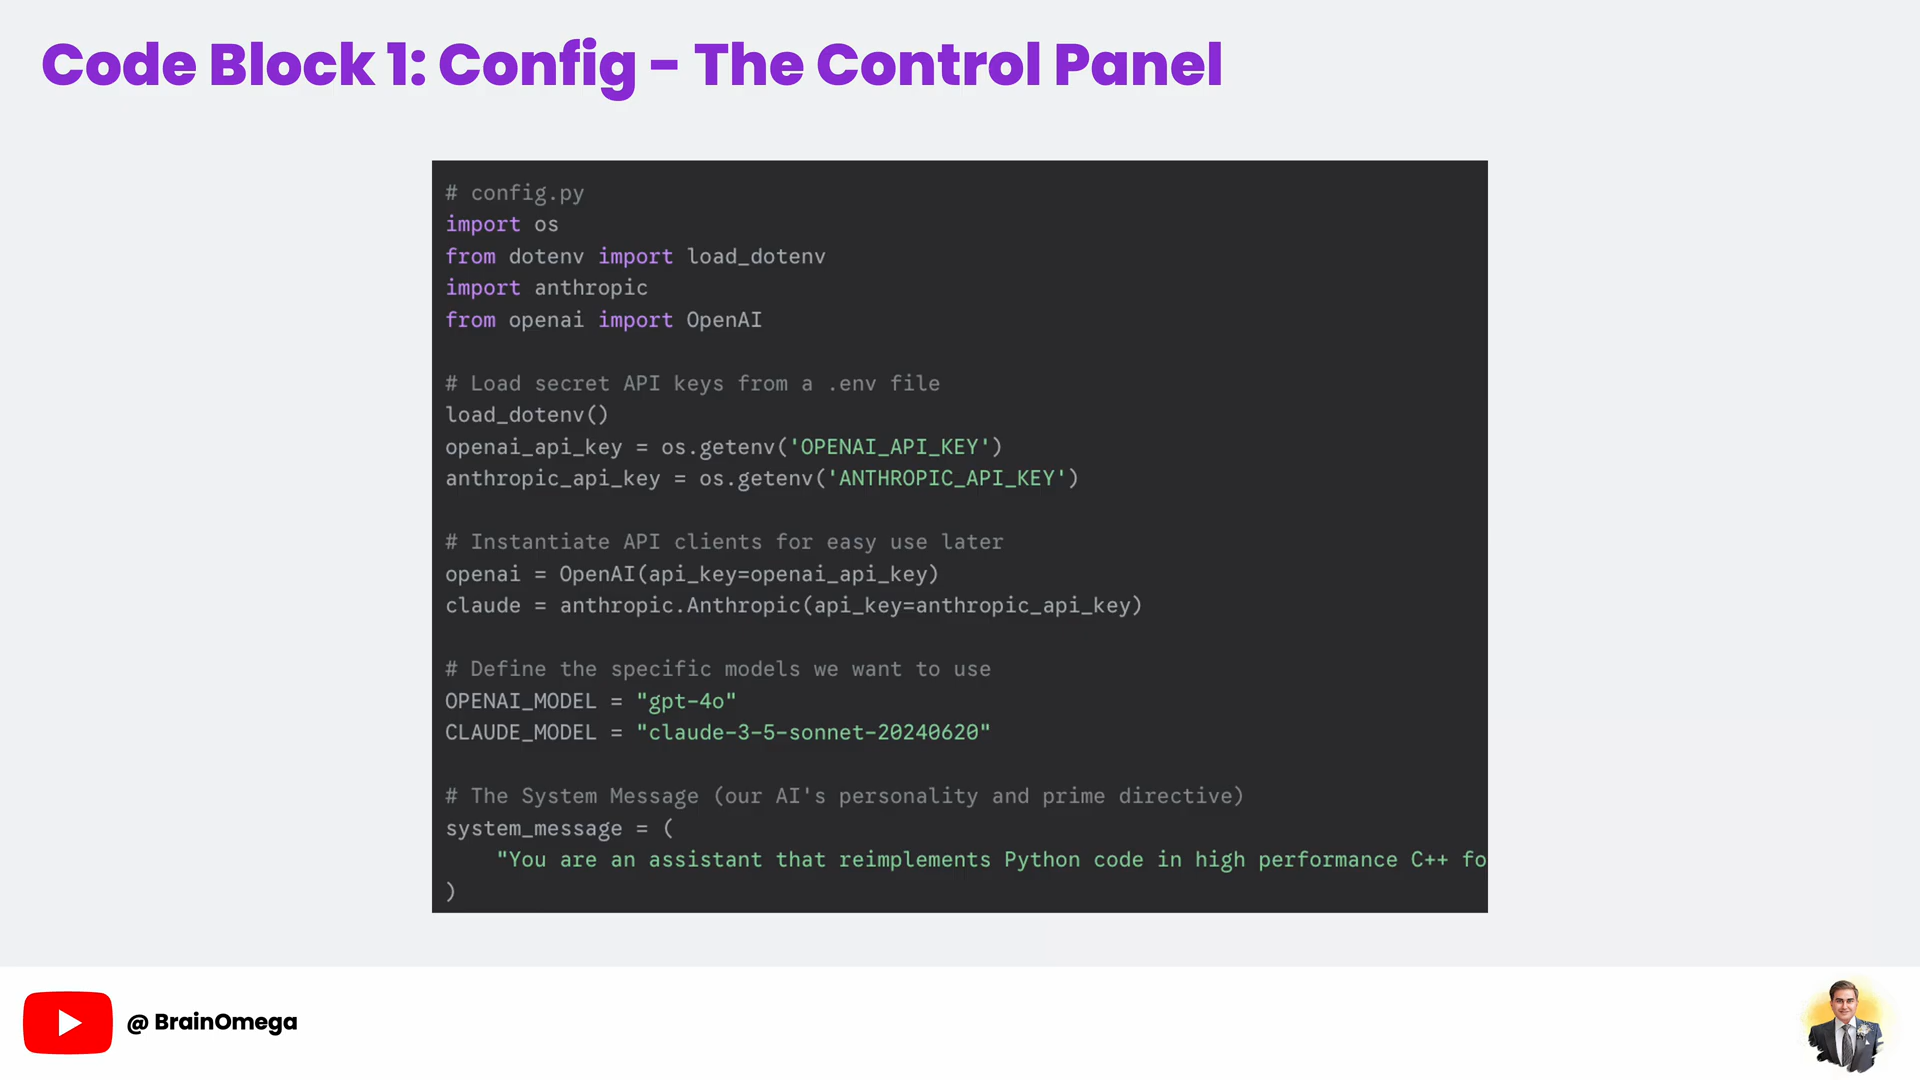 Code Block 1: Config - The Control Panel
# config.py
import os
from dotenv import load_dotenv
import anthropic
from openai import OpenAI
# Load secret API keys from a .env file
load_dotenv()
openai_api_key = os.getenv('OPENAI_API_KEY')
anthropic_api_key = os.getenv('ANTHROPIC_API_KEY')
# Instantiate API clients for easy use later
openai = OpenAI(api_key=openai_api_key)
claude = anthropic.Anthropic(api_key=anthropic_api_key)
# Define the specific models we want to use
OPENAI_MODEL = "gpt-4o"
CLAUDE_MODEL = "claude-3-5-sonnet-20240620"
# The System Message (our AI's personality and prime directive)
system_message = (
    "You are an assistant that reimplements Python code in high performance C++ fo
)
@ BrainOmega